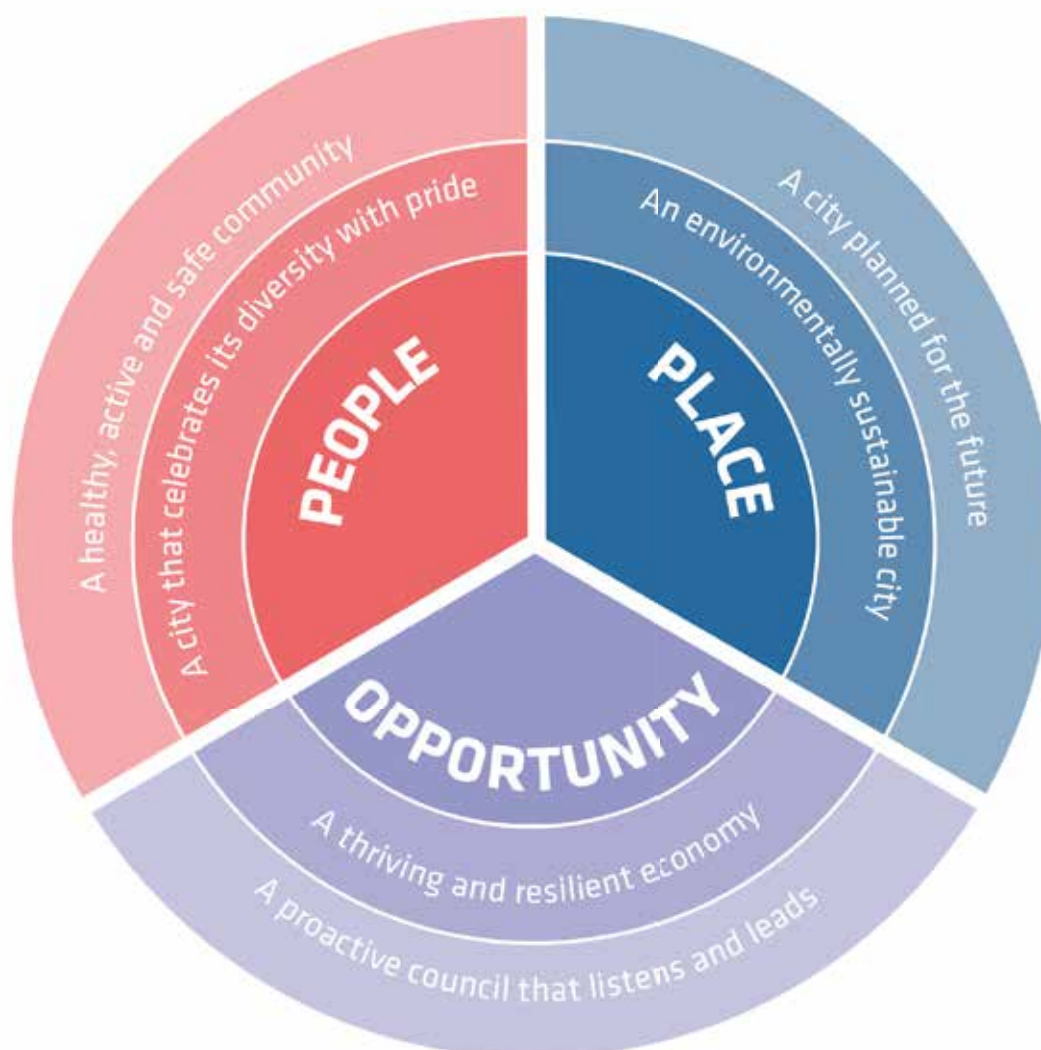 A healthy, active and safe community
A city that celebrates its diversity with pride
PEOPLE
A city planned for the future
An environmentally sustainable city
PLACE
OPPORTUNITY
A thriving and resilient economy
A proactive council that listens and leads